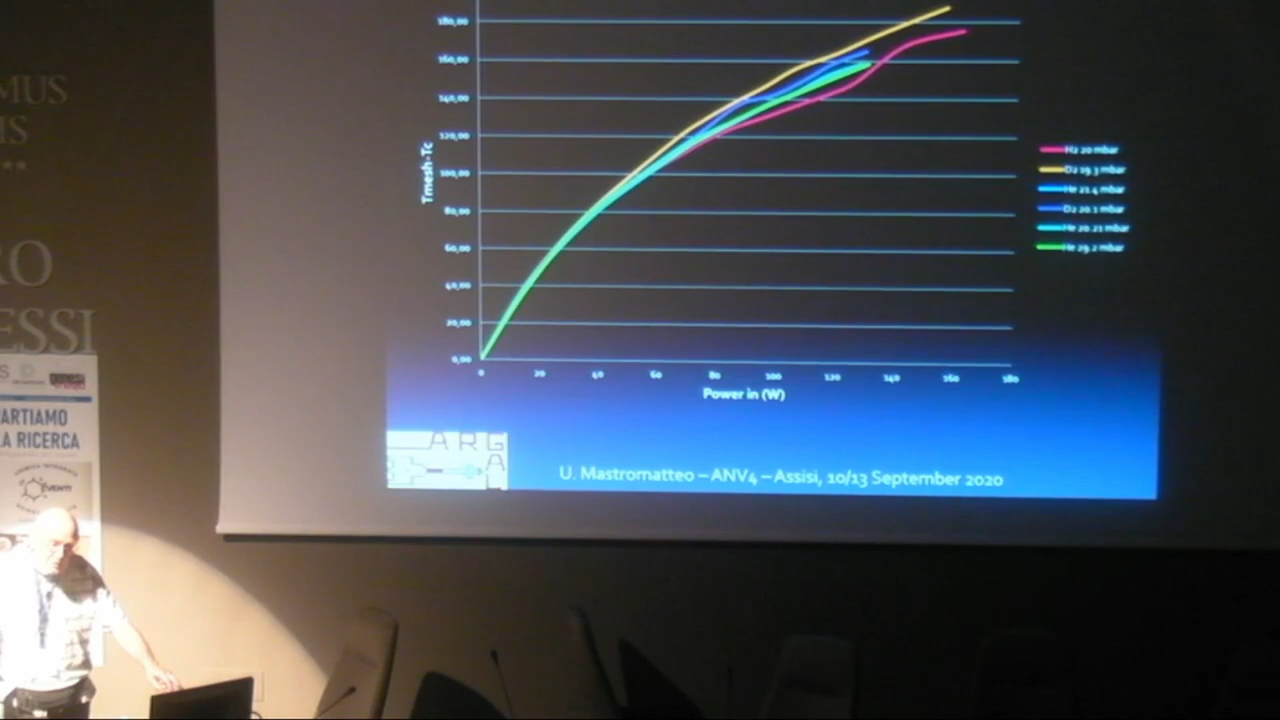 MUS
IS
RO
ESSI
S
ARTIAMO
A RICERCA
EVENTI
180,00
160,00
140,00
120,00
100,00
80,00
60,00
40,00
20,00
0,00
Tmesh-Tc
0 20 40 60 80 100 120 140 160 180
Power in (W)
H2 20 mbar
D2 19.3 mbar
He 21.4 mbar
D2 20.1 mbar
He 20.21 mbar
He 29.2 mbar
A R G
A
U. Mastromatteo – ANV4 – Assisi, 10/13 September 2020